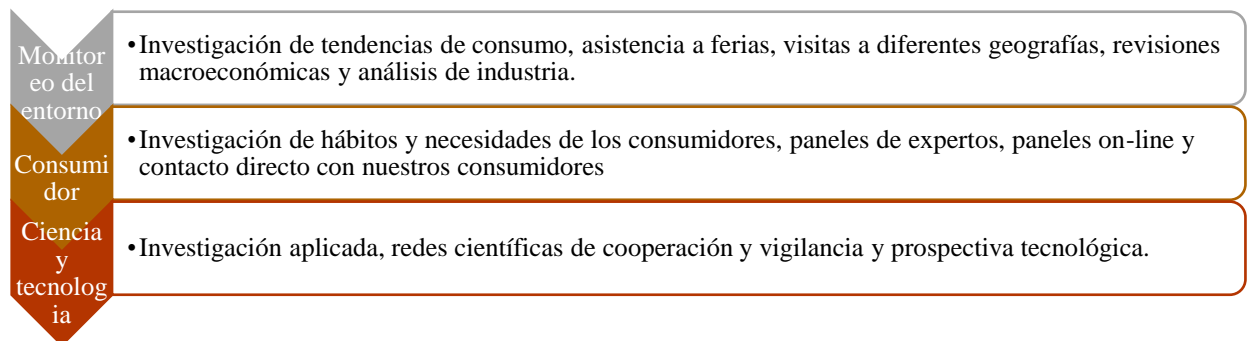 Monitor
eo del
entorno
•Investigación de tendencias de consumo, asistencia a ferias, visitas a diferentes geografías, revisiones
macroeconómicas y análisis de industria.
Consumi
dor
•Investigación de hábitos y necesidades de los consumidores, paneles de expertos, paneles on-line y
contacto directo con nuestros consumidores
Ciencia
y
tecnolog
ia
•Investigación aplicada, redes científicas de cooperación y vigilancia y prospectiva tecnológica.